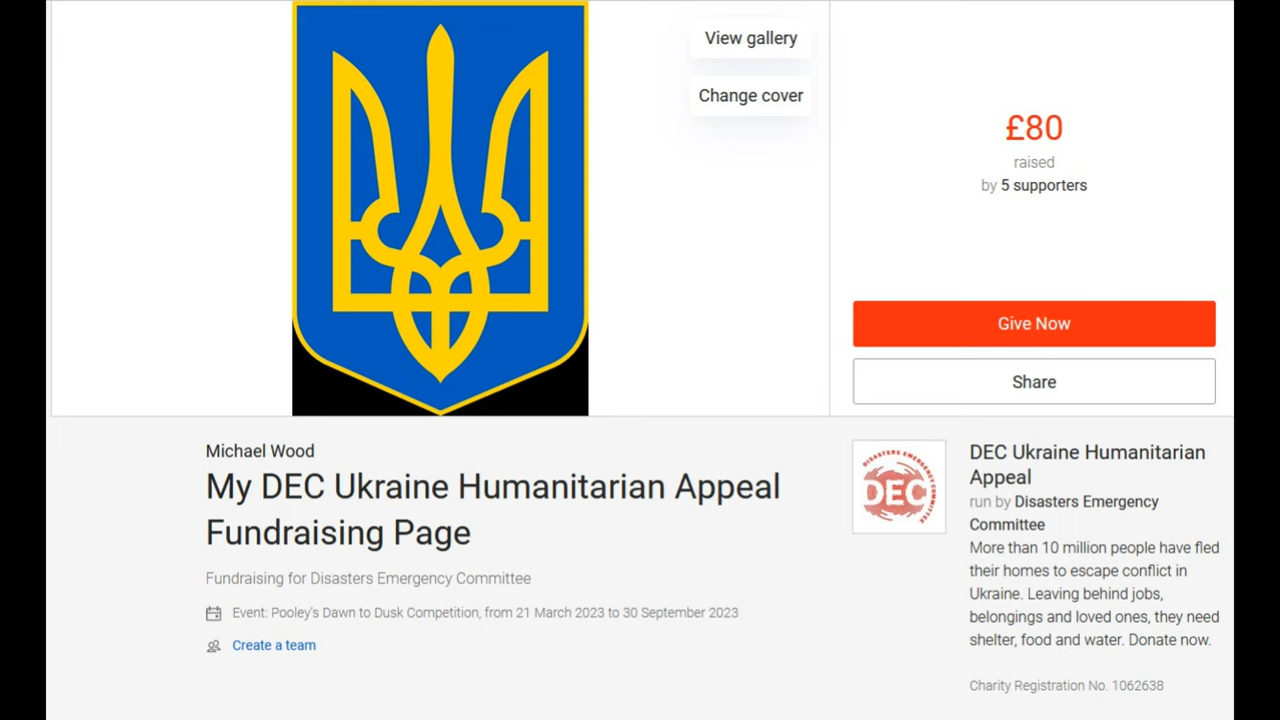 View gallery
Change cover
£80
raised
by 5 supporters
Give Now
Share
Michael Wood
My DEC Ukraine Humanitarian Appeal
Fundraising Page
Fundraising for Disasters Emergency Committee
Event: Pooley's Dawn to Dusk Competition, from 21 March 2023 to 30 September 2023
Create a team
DISASTERS EMERGENCY COMMITTEE
DEC
DEC Ukraine Humanitarian
Appeal
run by Disasters Emergency
Committee
More than 10 million people have fled
their homes to escape conflict in
Ukraine. Leaving behind jobs,
belongings and loved ones, they need
shelter, food and water. Donate now.
Charity Registration No. 1062638